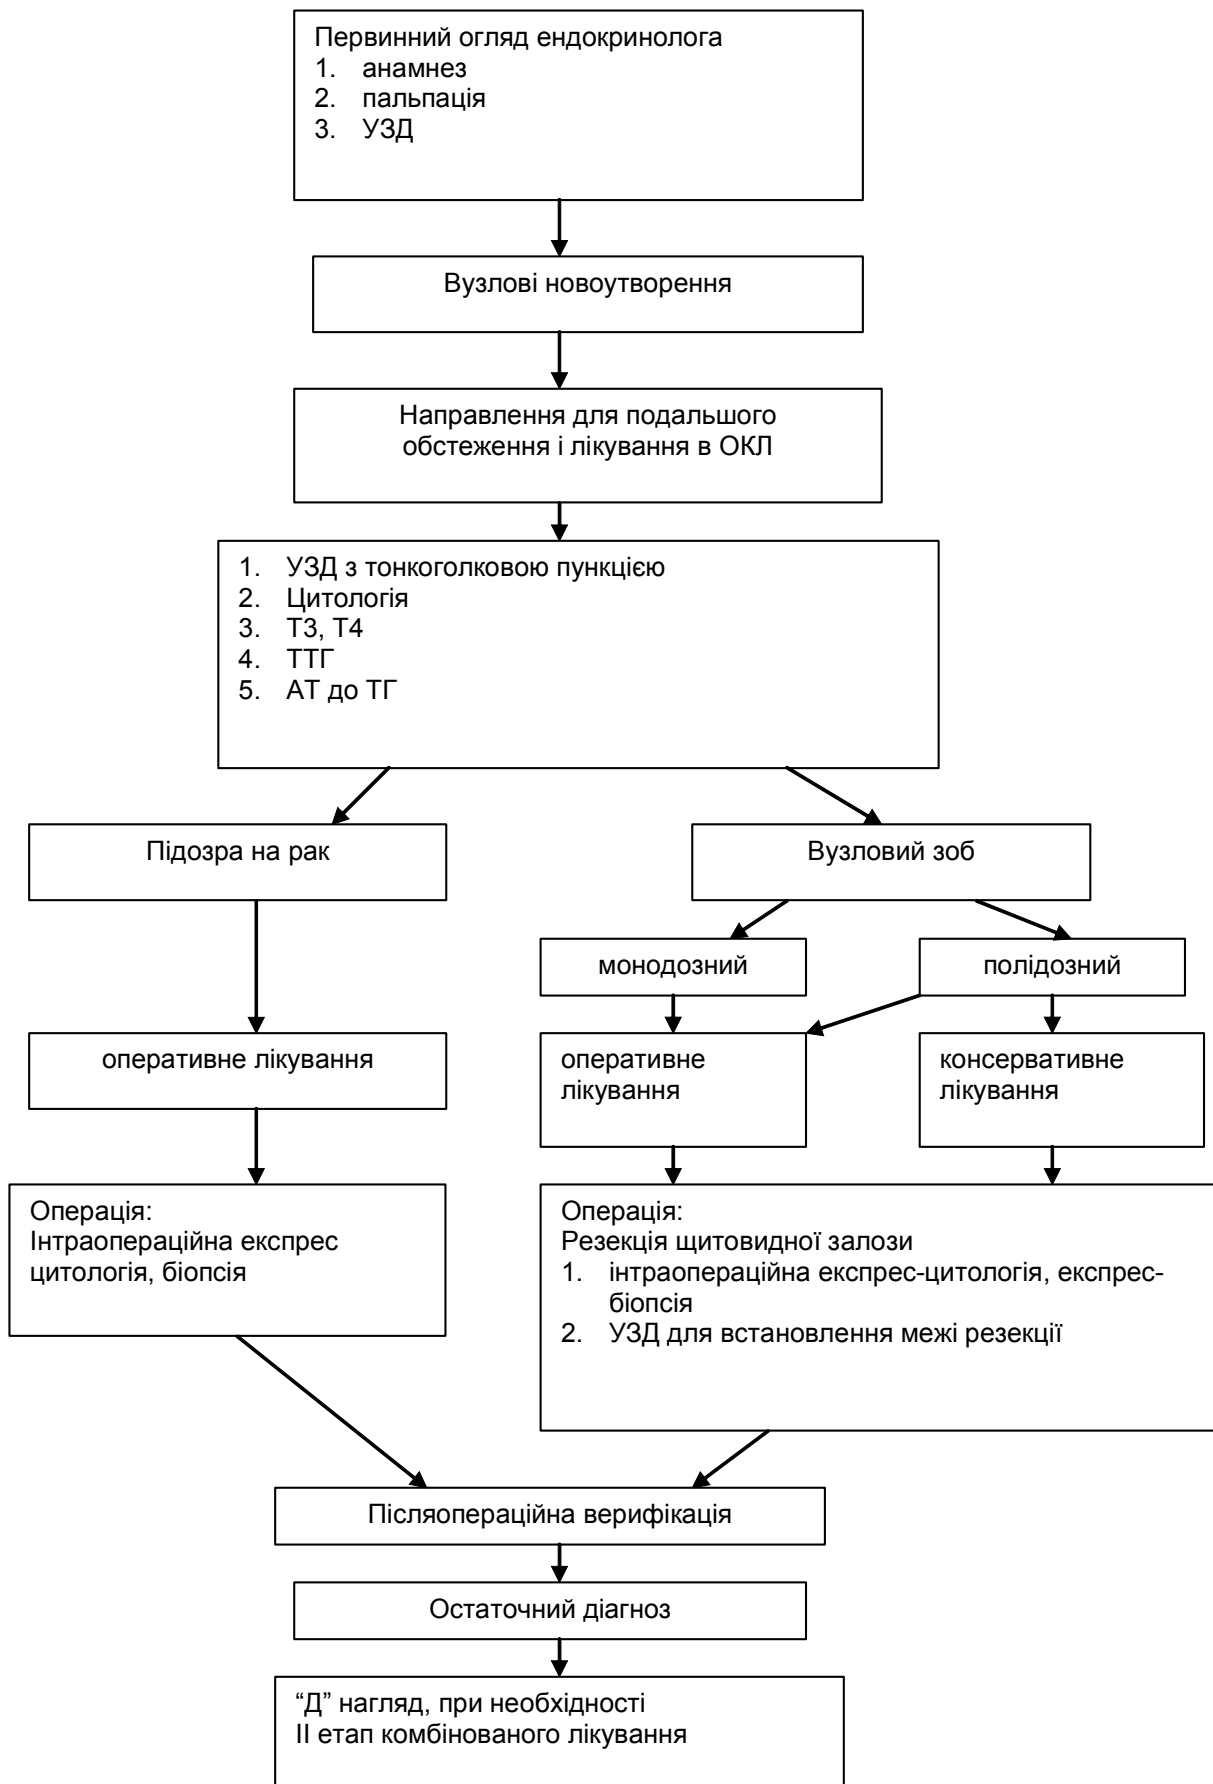 Первинний огляд ендокринолога
1. анамнез
2. пальпація
3. УЗД
Вузлові новоутворення
Направлення для подальшого
обстеження і лікування в ОКЛ
1. УЗД з тонкоголковою пункцією
2. Цитологія
3. Т3, Т4
4. ТТГ
5. АТ до ТГ
Підозра на рак
Вузловий зоб
монодозний
полідозний
оперативне лікування
оперативне
лікування
консервативне
лікування
Операція:
Інтраопераційна експрес
цитологія, біопсія
Операція:
Резекція щитовидної залози
1. інтраопераційна експрес-цитологія, експрес-
біопсія
2. УЗД для встановлення межі резекції
Післяопераційна верифікація
Остаточний діагноз
“Д” нагляд, при необхідності
ІІ етап комбінованого лікування